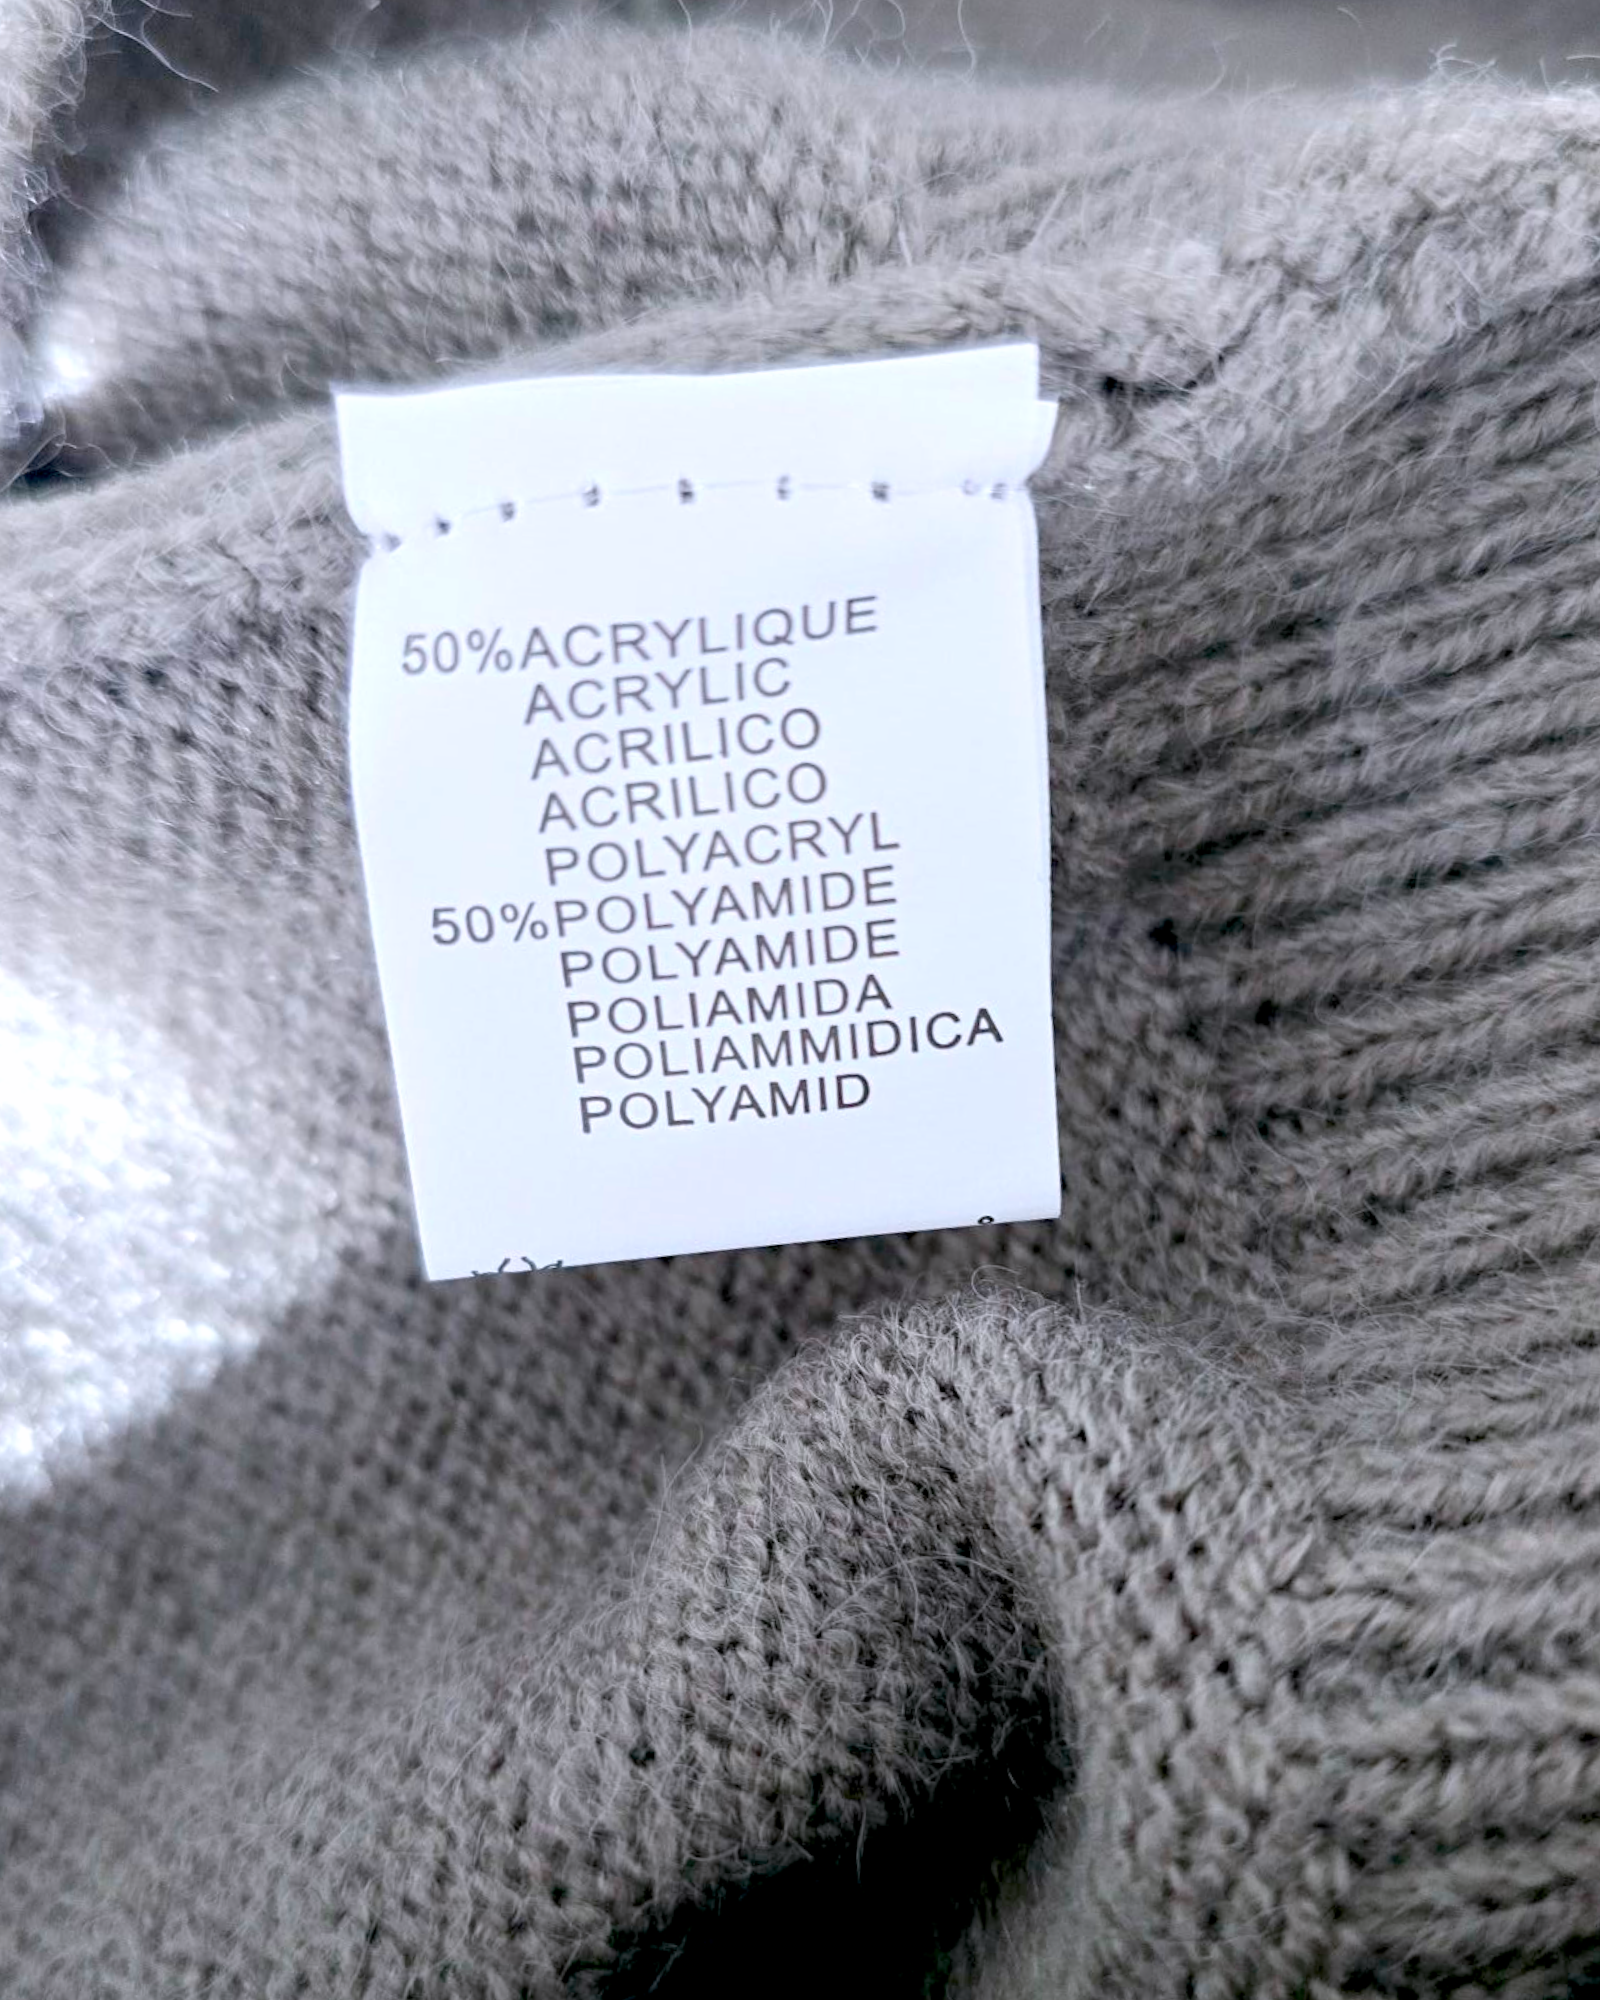 50%ACRYLIQUE
ACRYLIC
ACRILICO
ACRILICO
POLYACRYL
50%POLYAMIDE
POLYAMIDE
POLIAMIDA
POLIAMMIDICA
POLYAMID